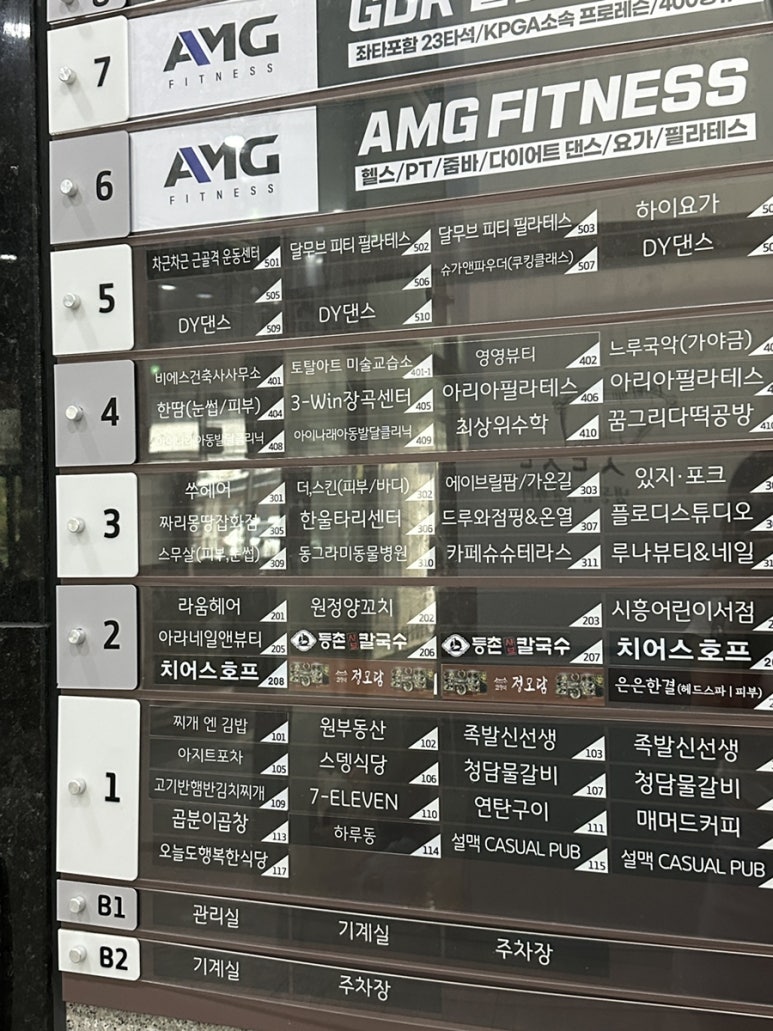 7
AMG
FITNESS
좌타포함 23타석/KPGA소속 프로레슨/400
6
AMG
FITNESS
AMG FITNESS
헬스/PT/줌바/다이어트 댄스/요가/필라테스
5
차근차근 근골격 운동센터 501 달무브 피티 필라테스 502 달무브 피티 필라테스 503 하이요가
505 506 슈가앤파우더(쿠킹클래스) 507 DY댄스
DY댄스 509 DY댄스 510
4
비에스건축사사무소 401 토탈아트 미술교습소 401-1 영영뷰티 402 느루국악(가야금)
한땀(눈썹/피부) 404 3-Win장곡센터 405 아리아필라테스 406 아리아필라테스
408 아이나래아동발달클리닉 409 최상위수학 410 꿈그리다떡공방
3
쑤헤어 301 더.스킨(피부/바디) 302 에이브릴팜/가온길 303 있지·포크
짜리몽땅잡화점 305 한울타리센터 306 드루와점핑&온열 307 플로디스튜디오
스무살(피부,눈썹) 309 동그라미동물병원 310 카페슈슈테라스 311 루나뷰티&네일
2
라움헤어 201 원정양꼬치 202 203 시흥어린이서점
아라네일앤뷰티 205 등촌샤브칼국수 206 등촌샤브칼국수 207 치어스호프
치어스호프 208 정모담 정모담 은은한결(헤드스파|피부)
1
찌개 엔 김밥 101 원부동산 102 족발신선생 103 족발신선생
아지트포차 105 스뎅식당 106 청담물갈비 107 청담물갈비
고기반햄반김치찌개 109 7-ELEVEN 110 연탄구이 111 매머드커피
곱분이곱창 113 하루동 114 설맥 CASUAL PUB 115 설맥 CASUAL PUB
오늘도행복한식당 117
B1 관리실 기계실 주차장
B2 기계실 주차장